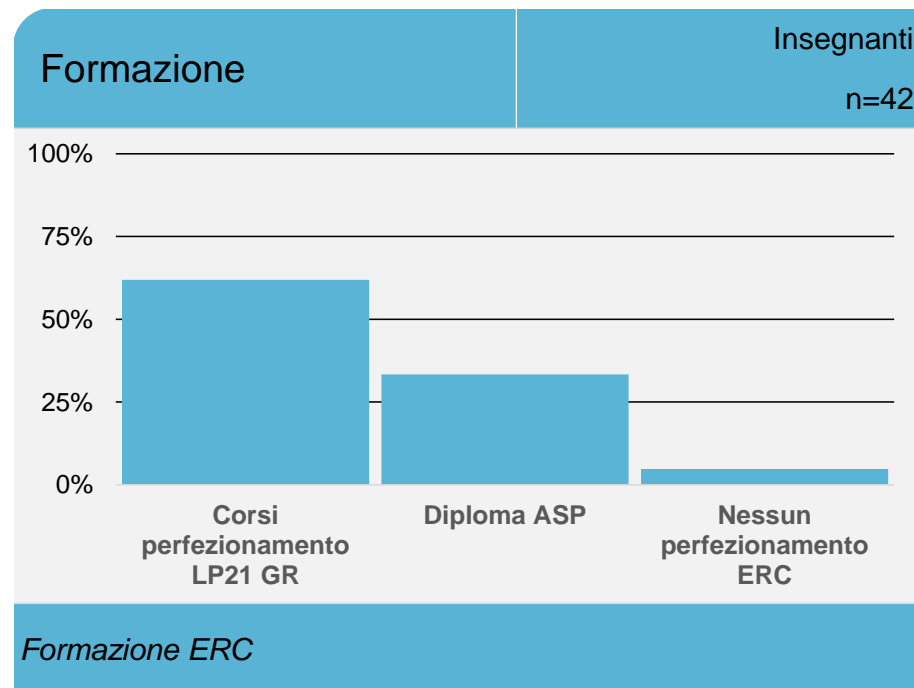 Formazione
Insegnanti
n=42
100%
75%
50%
25%
0%
Corsi
perfezionamento
LP21 GR
Diploma ASP
Nessun
perfezionamento
ERC
Formazione ERC